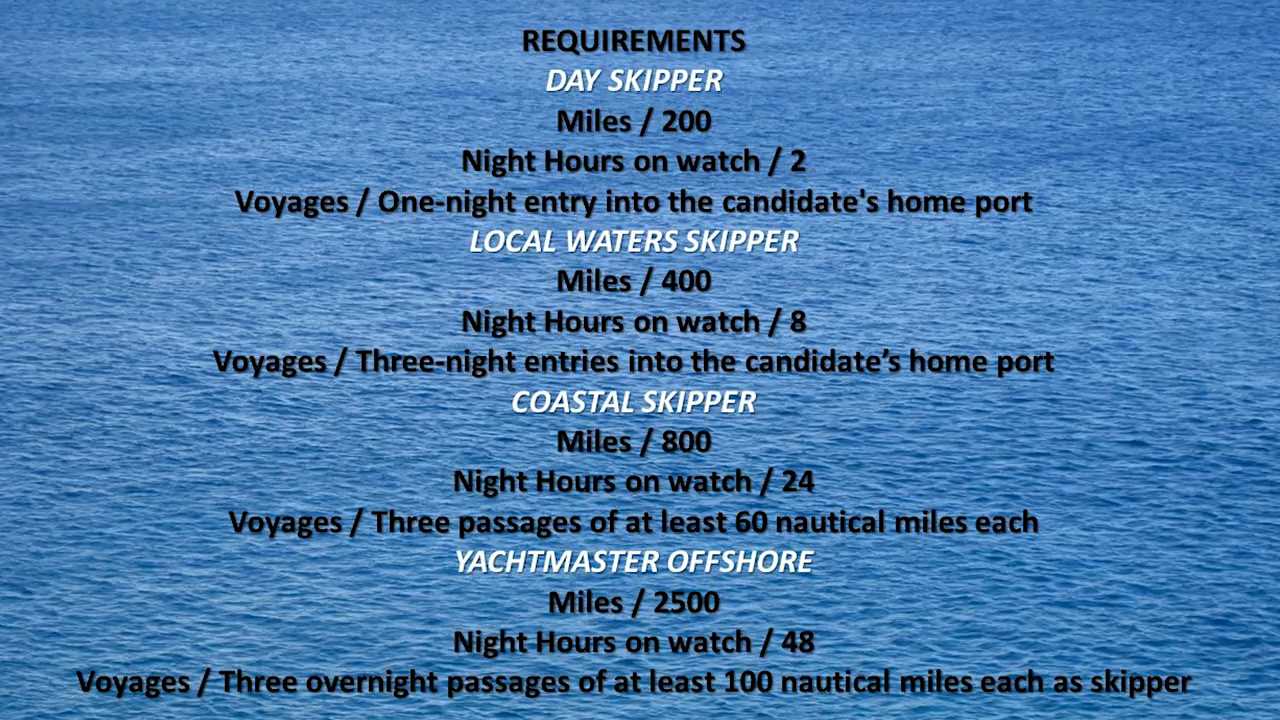 REQUIREMENTS
DAY SKIPPER
Miles / 200
Night Hours on watch / 2
Voyages / One-night entry into the candidate's home port
LOCAL WATERS SKIPPER
Miles / 400
Night Hours on watch / 8
Voyages / Three-night entries into the candidate’s home port
COASTAL SKIPPER
Miles / 800
Night Hours on watch / 24
Voyages / Three passages of at least 60 nautical miles each
YACHTMASTER OFFSHORE
Miles / 2500
Night Hours on watch / 48
Voyages / Three overnight passages of at least 100 nautical miles each as skipper